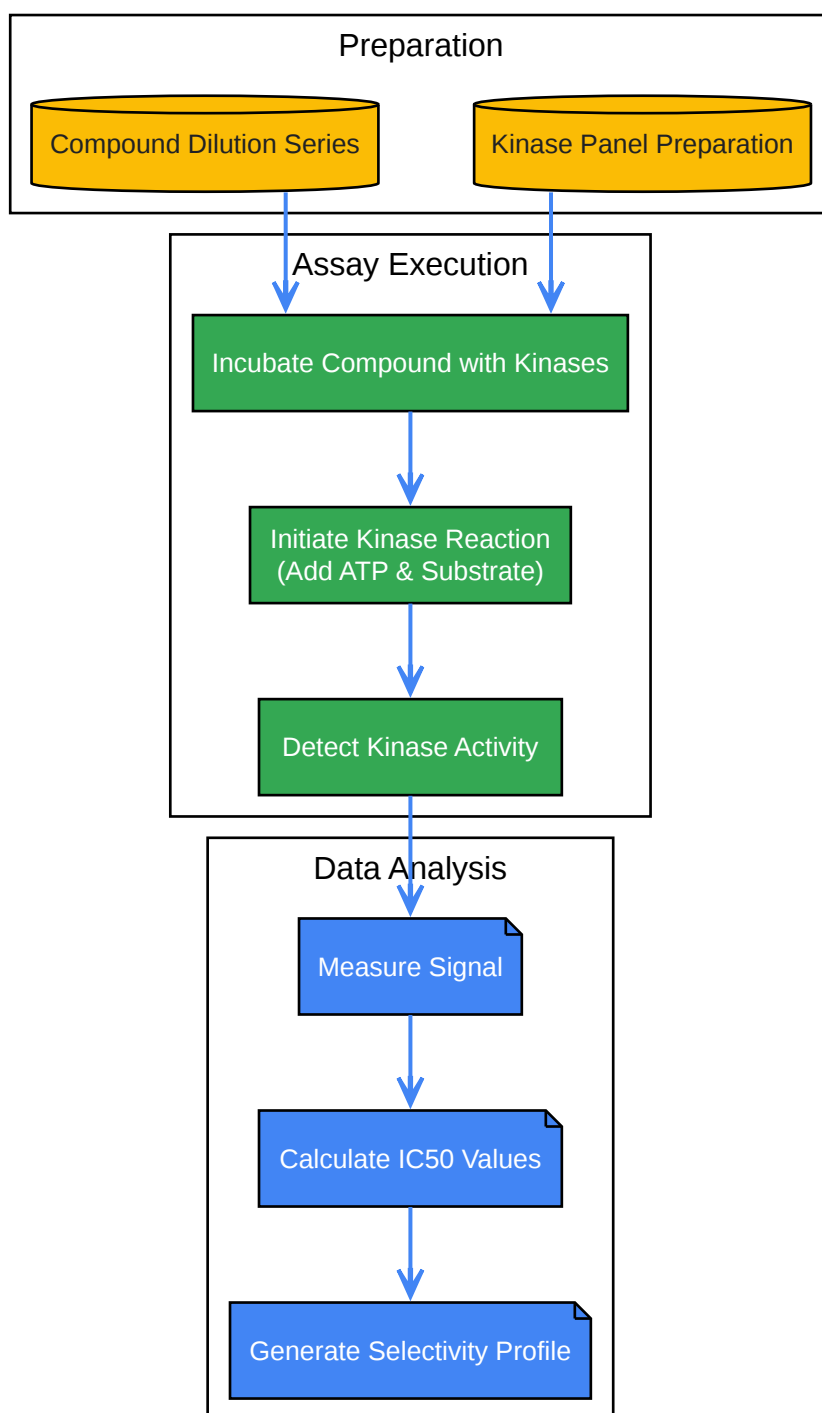 Preparation
Compound Dilution Series
Kinase Panel Preparation
Assay Execution
Incubate Compound with Kinases
Initiate Kinase Reaction
(Add ATP & Substrate)
Detect Kinase Activity
Data Analysis
Measure Signal
Calculate IC50 Values
Generate Selectivity Profile